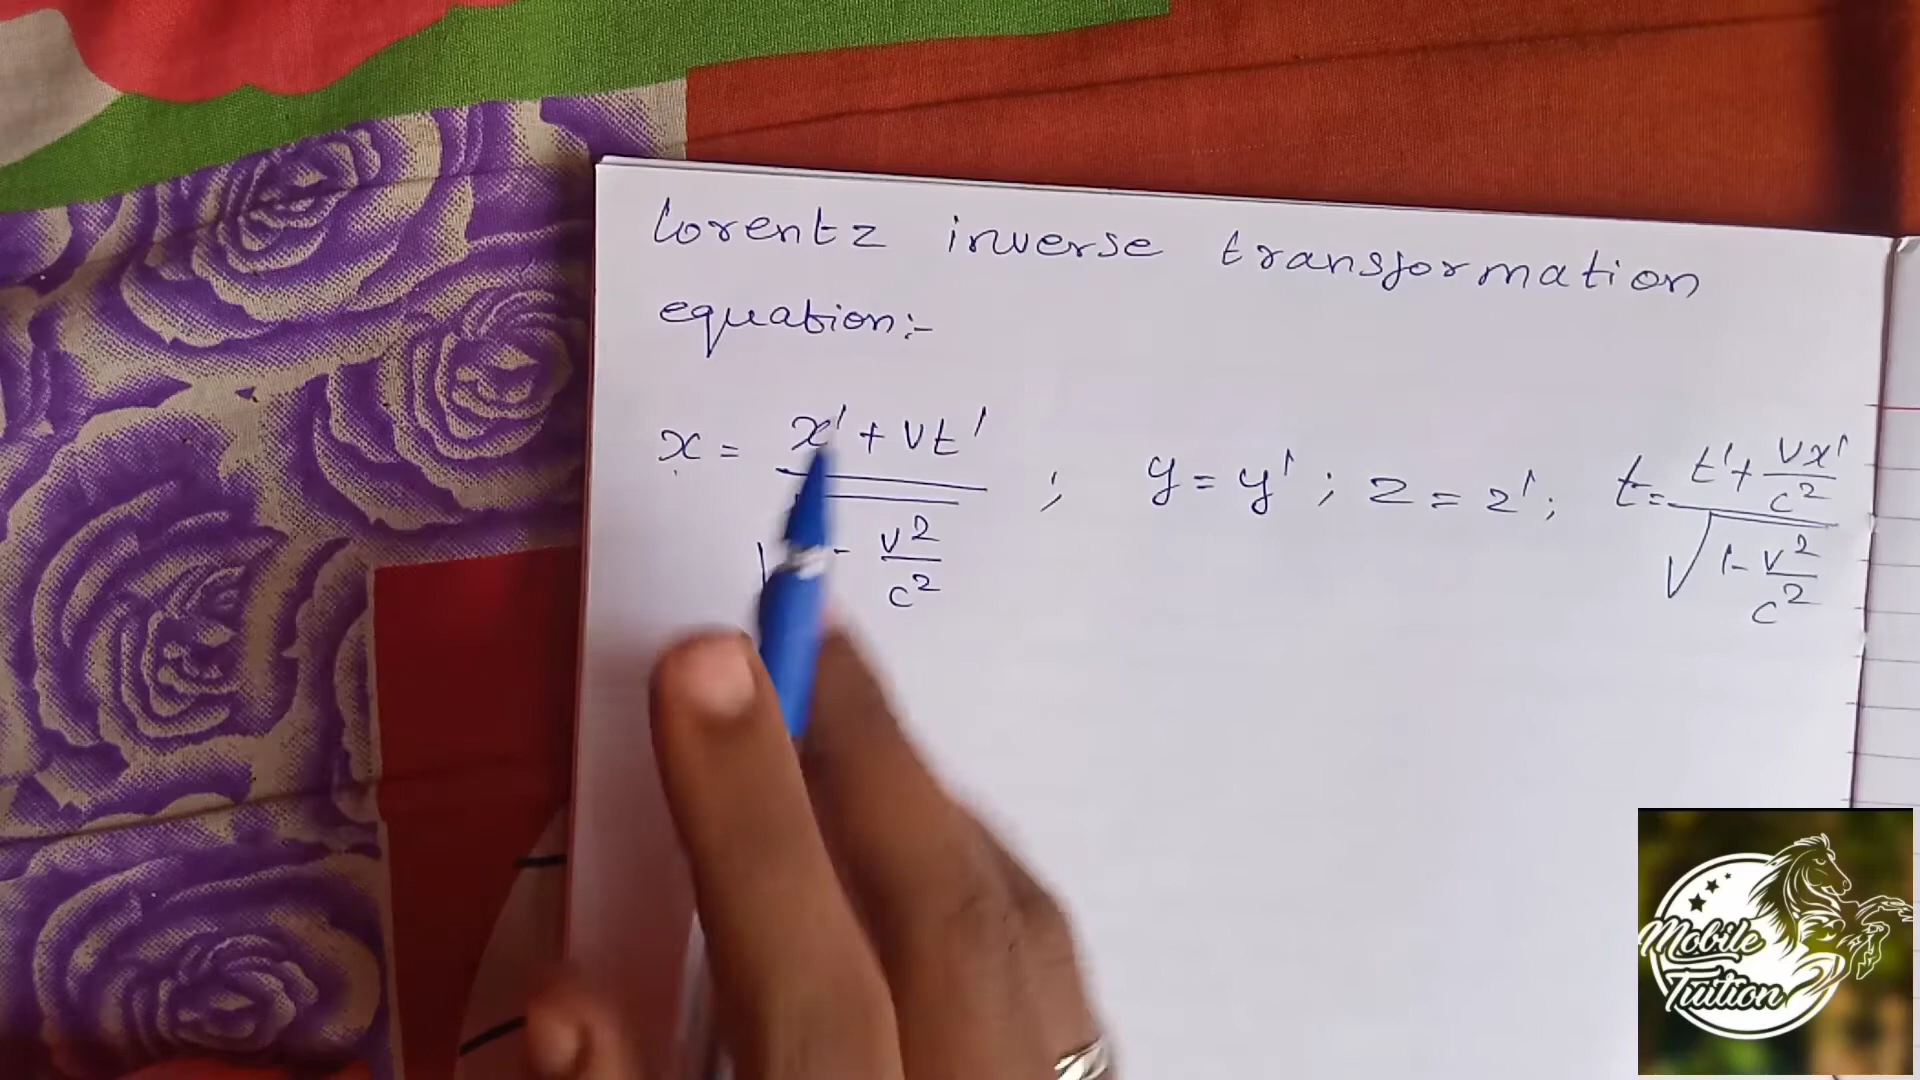 Lorentz inverse transformation
equation:-
x = x' + vt' / √ - v²/c² ; y = y' ; z = z' ; t = t' + vx'/c² / √1 - v²/c²
Mobile
Tuition